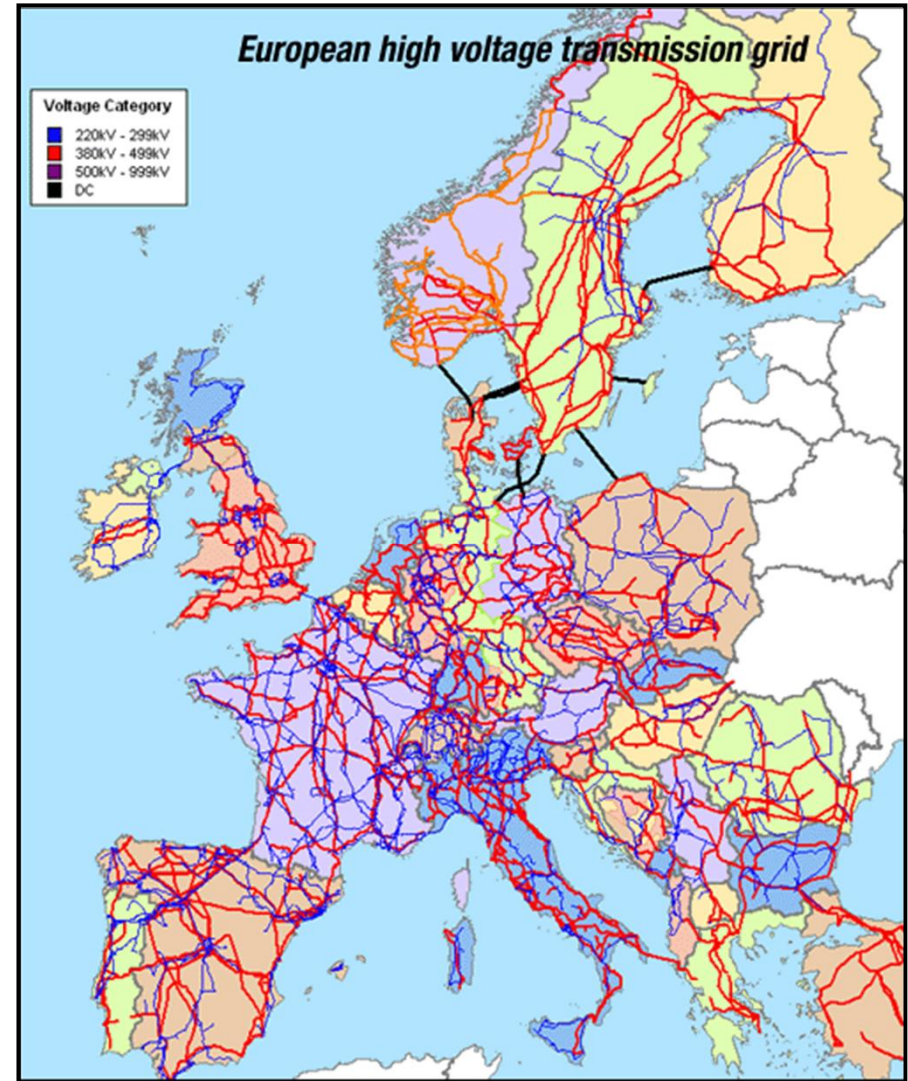 European high voltage transmission grid
Voltage Category
220kV - 299kV
380kV - 499kV
500kV - 999kV
DC